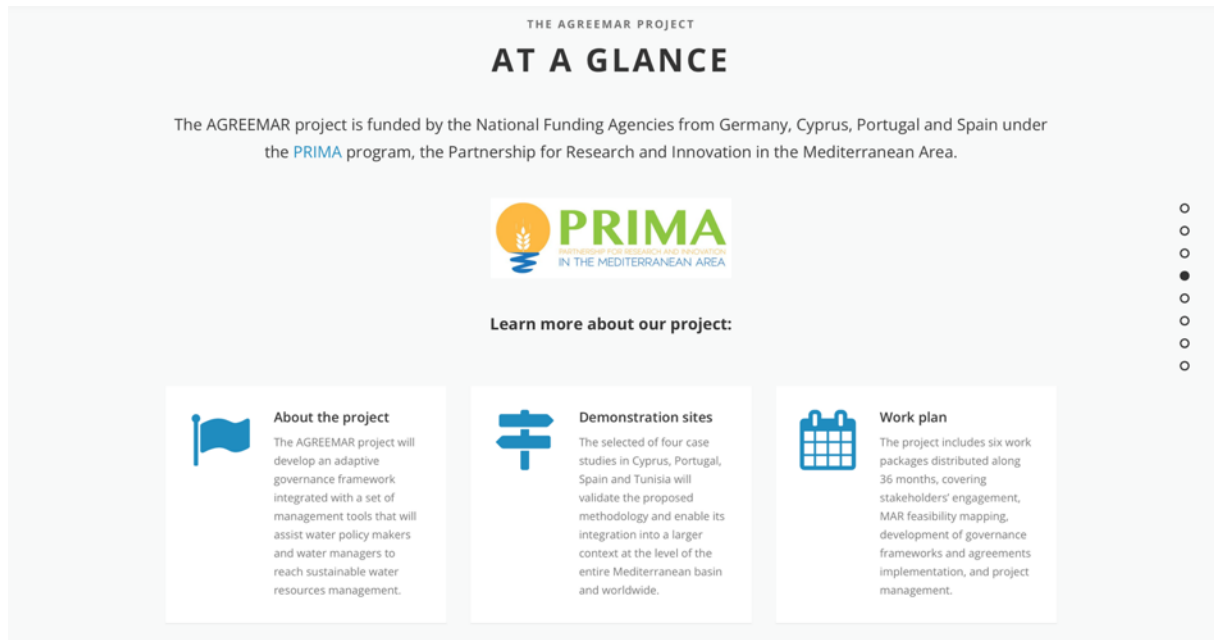 THE AGREEMAR PROJECT
AT A GLANCE
The AGREEMAR project is funded by the National Funding Agencies from Germany, Cyprus, Portugal and Spain under
the PRIMA program, the Partnership for Research and Innovation in the Mediterranean Area.
PRIMA
PARTNERSHIP FOR RESEARCH AND INNOVATION
IN THE MEDITERRANEAN AREA
Learn more about our project:
About the project
The AGREEMAR project will
develop an adaptive
governance framework
integrated with a set of
management tools that will
assist water policy makers
and water managers to
reach sustainable water
resources management.
Demonstration sites
The selected of four case
studies in Cyprus, Portugal,
Spain and Tunisia will
validate the proposed
methodology and enable its
integration into a larger
context at the level of the
entire Mediterranean basin
and worldwide.
Work plan
The project includes six work
packages distributed along
36 months, covering
stakeholders’ engagement,
MAR feasibility mapping,
development of governance
frameworks and agreements
implementation, and project
management.